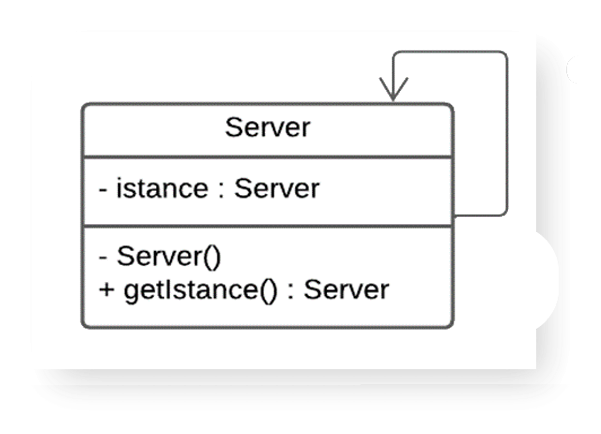 Server
- istance : Server
- Server()
+ getIstance() : Server